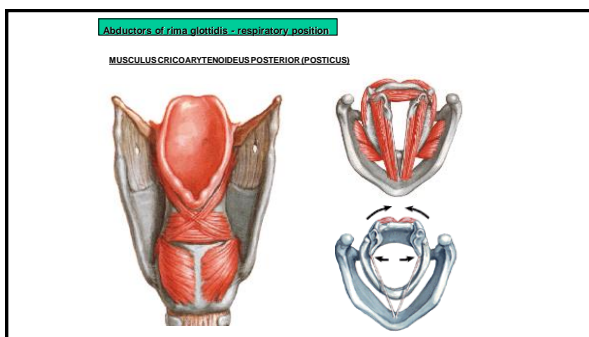 Abductors of rima glottidis - respiratory position
MUSCULUS CRICOARYTENOIDEUS POSTERIOR (POSTICUS)